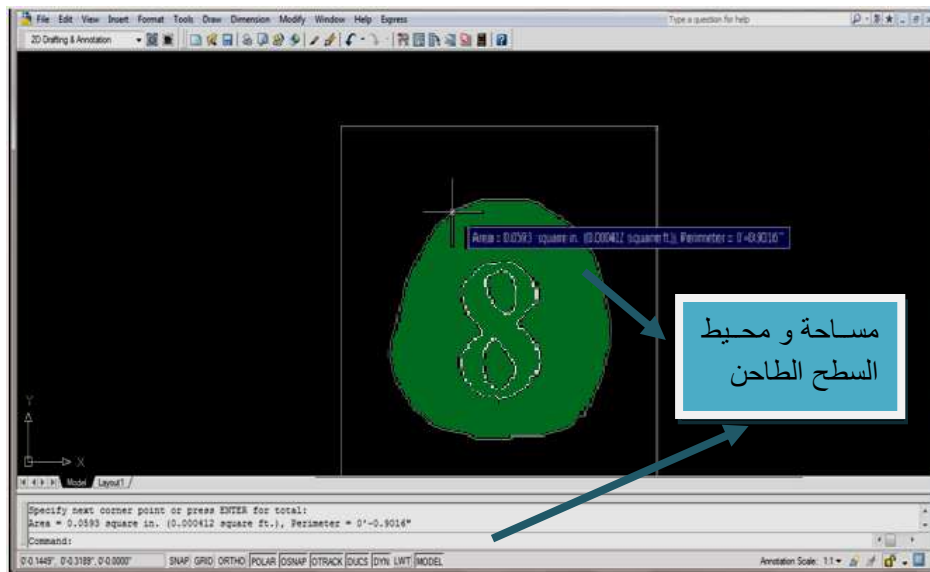 File Edit View Insert Format Tools Draw Dimension Modify Window Help Express Type a question for help
2D Drafting & Annotation
Area = 0.0593 square in. (0.000412 square ft.), Perimeter = 0'-0.9016"
8
مساحة و محيط
السطح الطاحن
Y
X
Model Layout1
Specify next corner point or press ENTER for total:
Area = 0.0593 square in. (0.000412 square ft.), Perimeter = 0'-0.9016"
Command:
0'-0.1449", 0'-0.3189", 0'-0.0000" SNAP GRID ORTHO POLAR OSNAP OTRACK DUCS DYN LWT MODEL Annotation Scale: 1:1